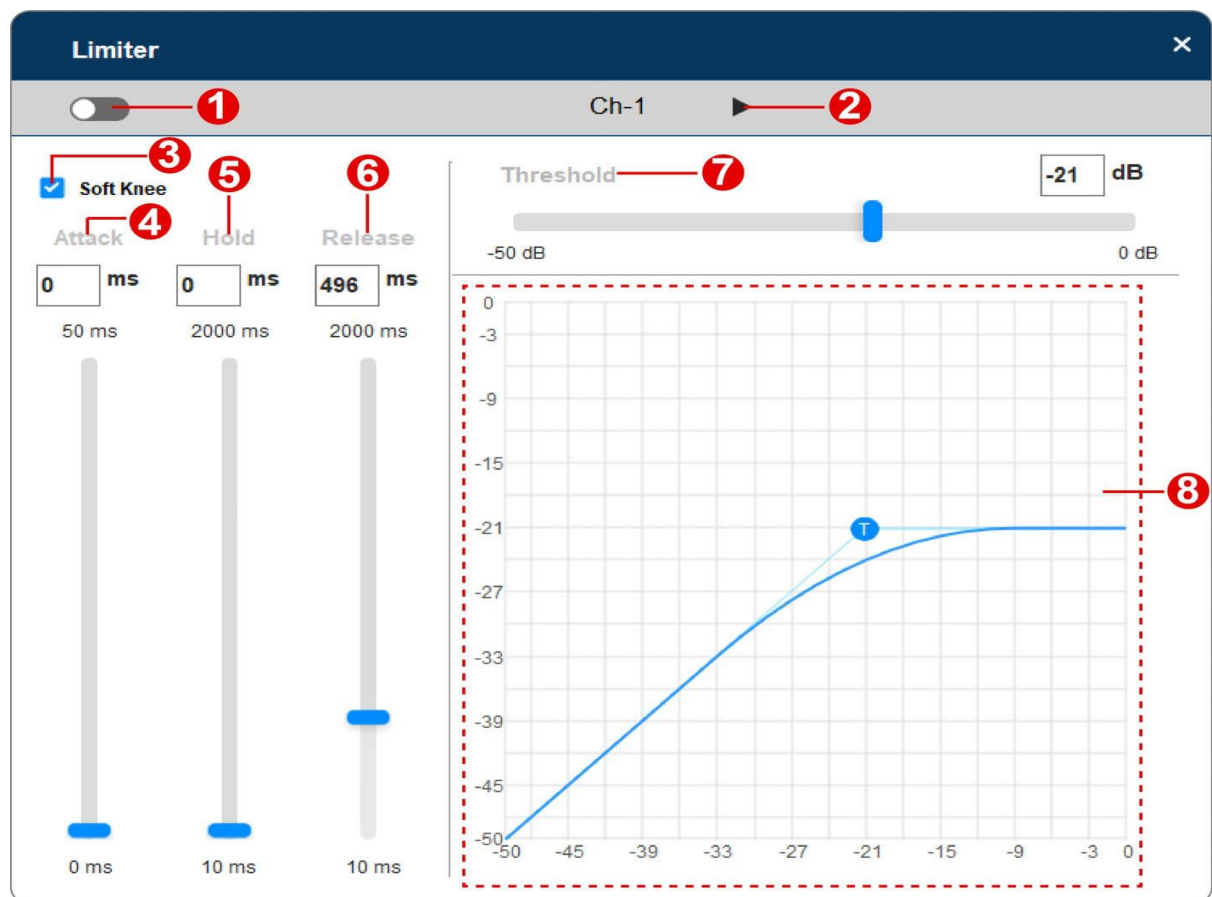 Limiter ×
1 Ch-1 2
3
Soft Knee
5
6
4
Attack Hold Release
0 ms 0 ms 496 ms
50 ms 2000 ms 2000 ms
0 ms 10 ms 10 ms
Threshold 7 -21 dB
-50 dB 0 dB
0
-3
-9
-15
8
-21
T
-27
-33
-39
-45
-50
-50 -45 -39 -33 -27 -21 -15 -9 -3 0